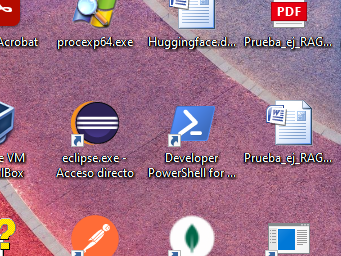 Acrobat
procexp64.exe
Huggingface.d...
PDF
Prueba_ej_RAG...
e VM
lBox
eclipse.exe -
Acceso directo
Developer
PowerShell for ...
W
Prueba_ej_RAG...
?